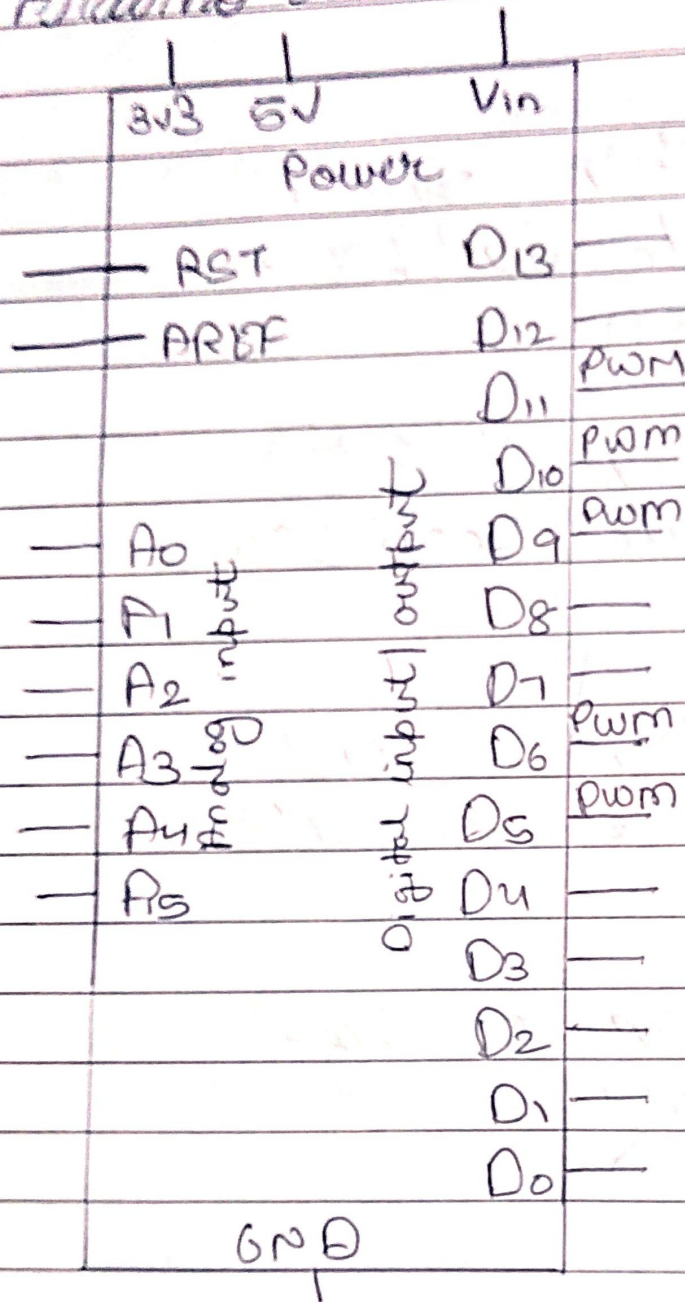 3v3 5V Vin
Power
RST D13
AREF D12
D11 PWM
D10 PWM
A0 D9 PWM
A1 D8
A2 D7
A3 D6 PWM
A4 D5 PWM
A5 D4
Analog input
Digital input/output
D3
D2
D1
D0
GND